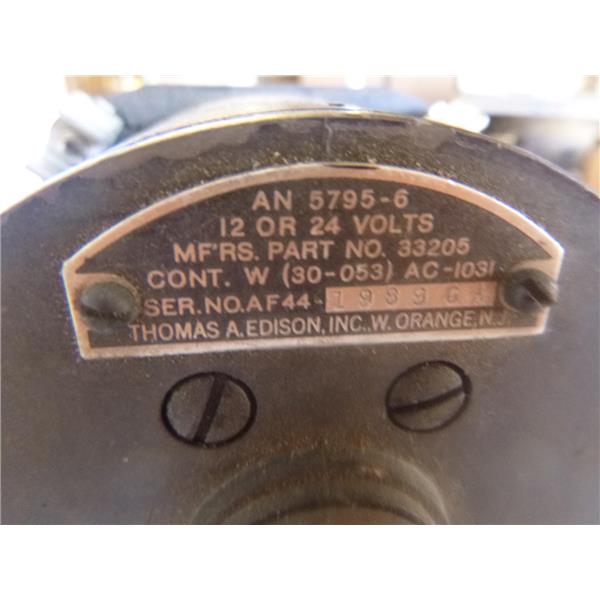 AN 5795-6
12 OR 24 VOLTS
MF'RS. PART NO. 33205
CONT. W (30-053) AC-1031
SER. NO. AF44-
THOMAS A. EDISON, INC., W. ORANGE, N.J.